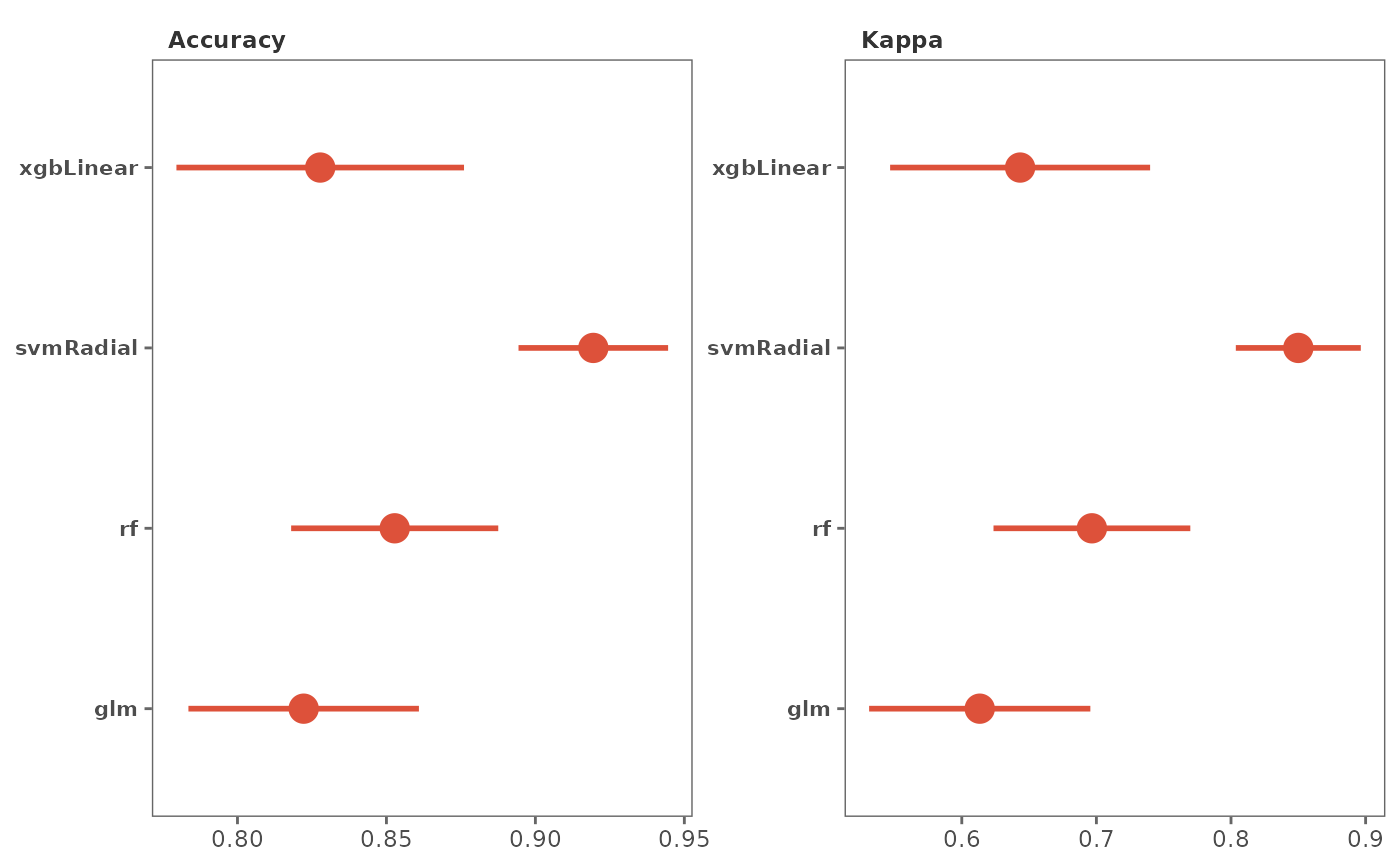 Accuracy
xgbLinear
svmRadial
rf
glm
0.80 0.85 0.90 0.95
Kappa
xgbLinear
svmRadial
rf
glm
0.6 0.7 0.8 0.9